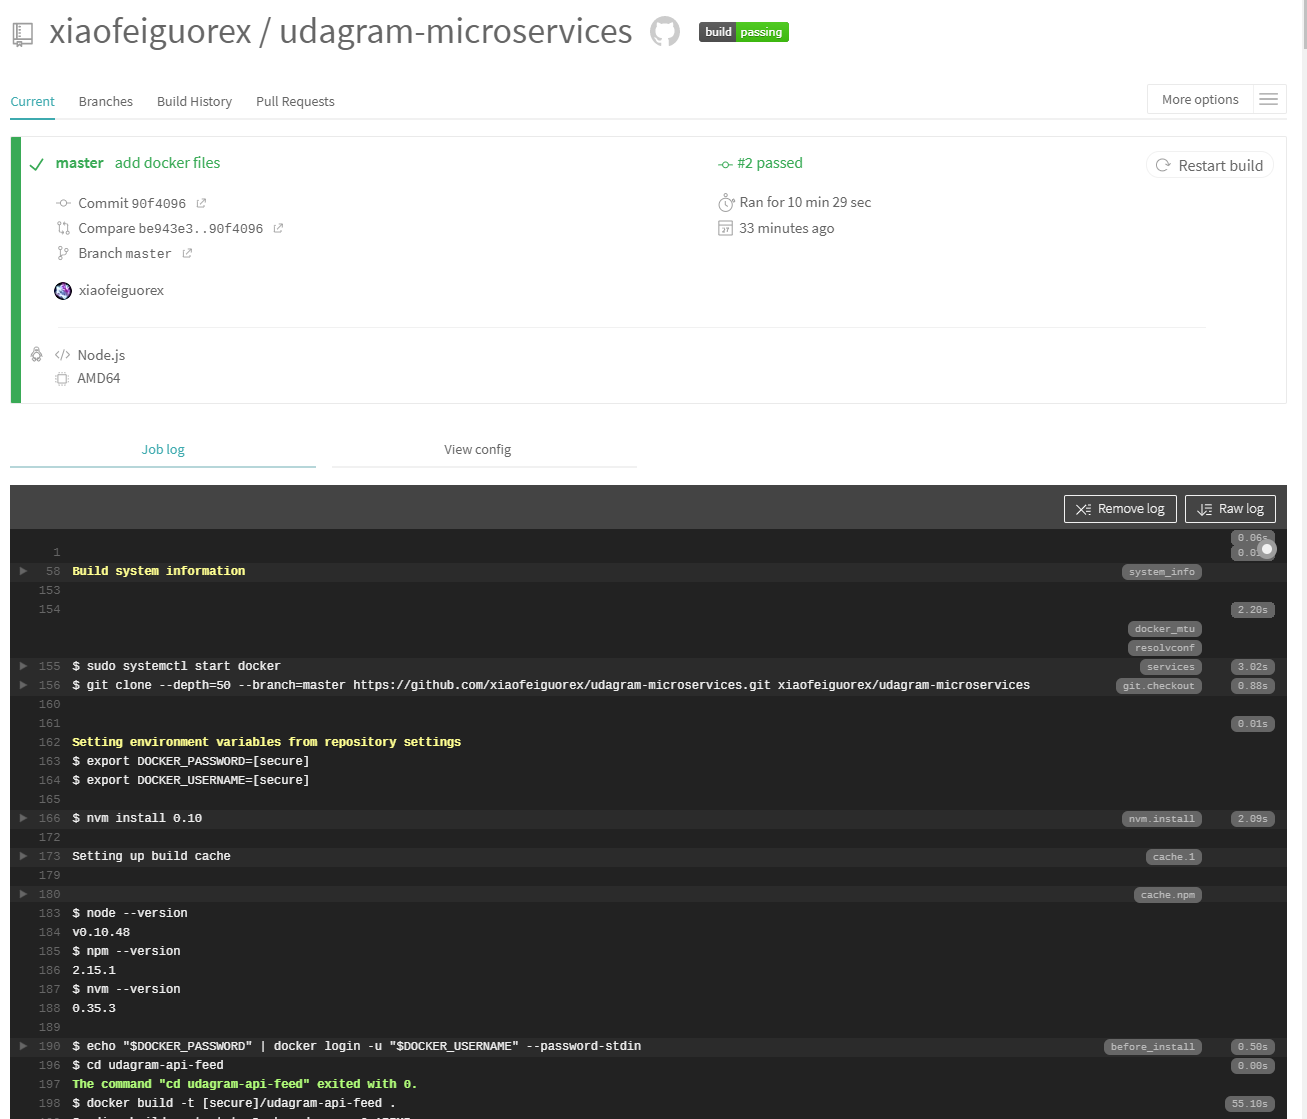 xiaofeiguorex / udagram-microservices build passing
Current Branches Build History Pull Requests More options
master add docker files #2 passed Restart build
Commit 90f4096 Ran for 10 min 29 sec
Compare be943e3..90f4096 33 minutes ago
Branch master
xiaofeiguorex
</> Node.js
AMD64
Job log View config
Remove log Raw log
0.06s
1
58 Build system information system_info
153
154 2.20s
docker_mtu
resolvconf
155 $ sudo systemctl start docker services 3.02s
156 $ git clone --depth=50 --branch=master https://github.com/xiaofeiguorex/udagram-microservices.git xiaofeiguorex/udagram-microservices git.checkout 0.88s
160
161 0.01s
162 Setting environment variables from repository settings
163 $ export DOCKER_PASSWORD=[secure]
164 $ export DOCKER_USERNAME=[secure]
165
166 $ nvm install 0.10 nvm.install 2.09s
172
173 Setting up build cache cache.1
179
180 cache.npm
183 $ node --version
184 v0.10.48
185 $ npm --version
186 2.15.1
187 $ nvm --version
188 0.35.3
189
190 $ echo "$DOCKER_PASSWORD" | docker login -u "$DOCKER_USERNAME" --password-stdin before_install 0.50s
196 $ cd udagram-api-feed 0.00s
197 The command "cd udagram-api-feed" exited with 0.
198 $ docker build -t [secure]/udagram-api-feed . 55.10s